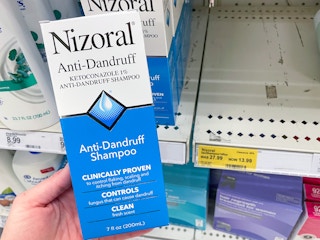 Nizoral®
Anti-Dandruff
KETOCONAZOLE 1%
ANTI-DANDRUFF SHAMPOO
Anti-Dandruff
Shampoo
CLINICALLY PROVEN
to control flaking, scaling and
itching from dandruff
CONTROLS
fungus that can cause dandruff
CLEAN
fresh scent
7 fl oz (200mL)
8.99
27.99
13.99